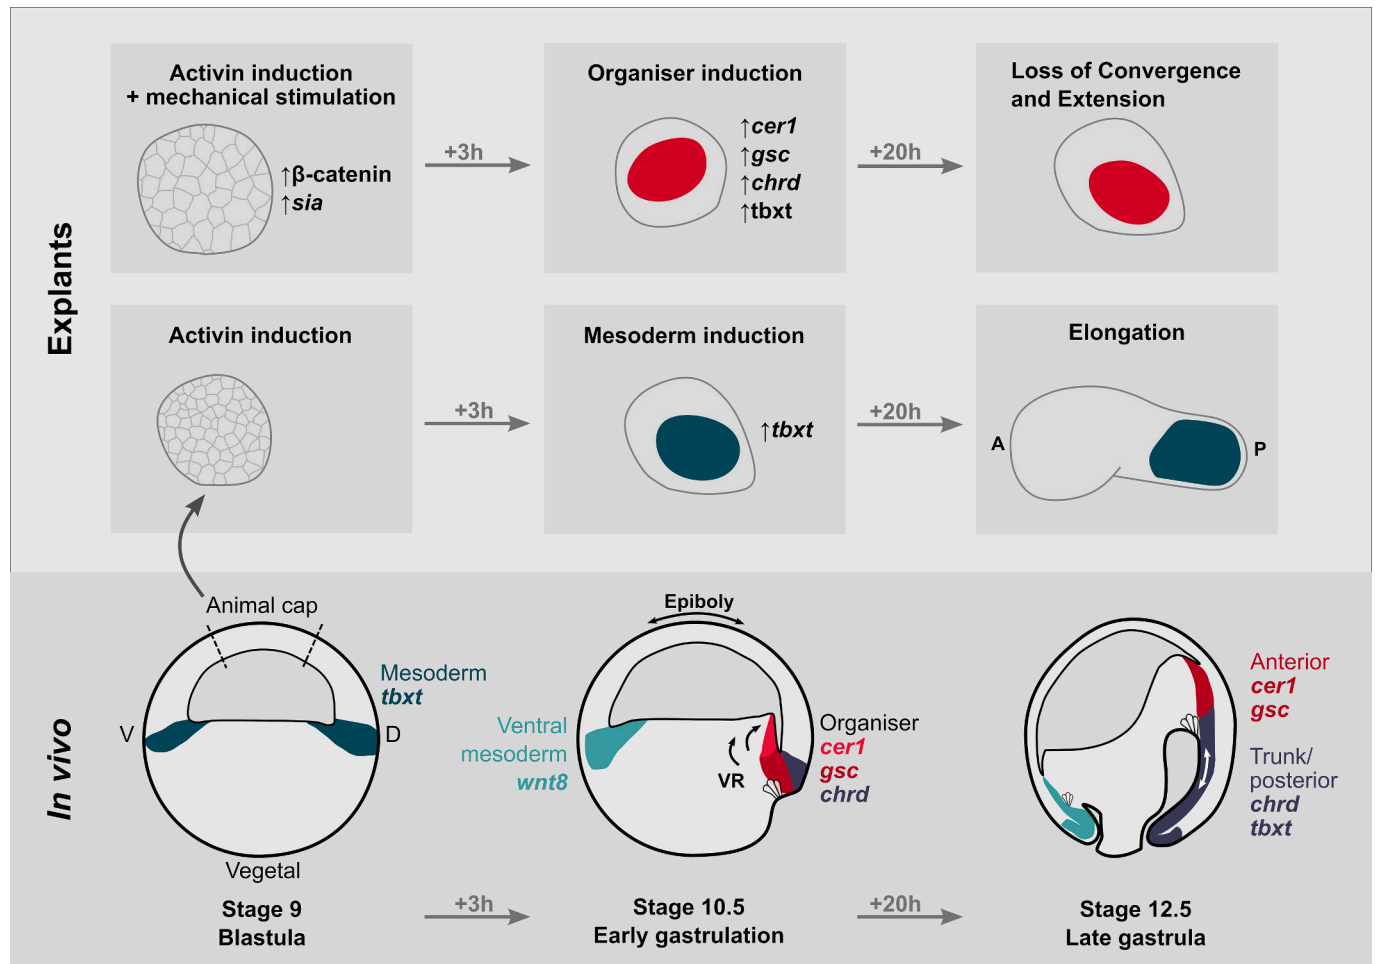 Explants
Activin induction
+ mechanical stimulation
↑β-catenin
↑sia
+3h
Organiser induction
↑cer1
↑gsc
↑chrd
↑tbxt
+20h
Loss of Convergence
and Extension
Activin induction
+3h
Mesoderm induction
↑tbxt
+20h
Elongation
A
P
In vivo
Animal cap
Mesoderm
tbxt
V
D
Vegetal
Stage 9
Blastula
+3h
Epiboly
Ventral
mesoderm
wnt8
VR
Organiser
cer1
gsc
chrd
Stage 10.5
Early gastrulation
+20h
Anterior
cer1
gsc
Trunk/
posterior
chrd
tbxt
Stage 12.5
Late gastrula